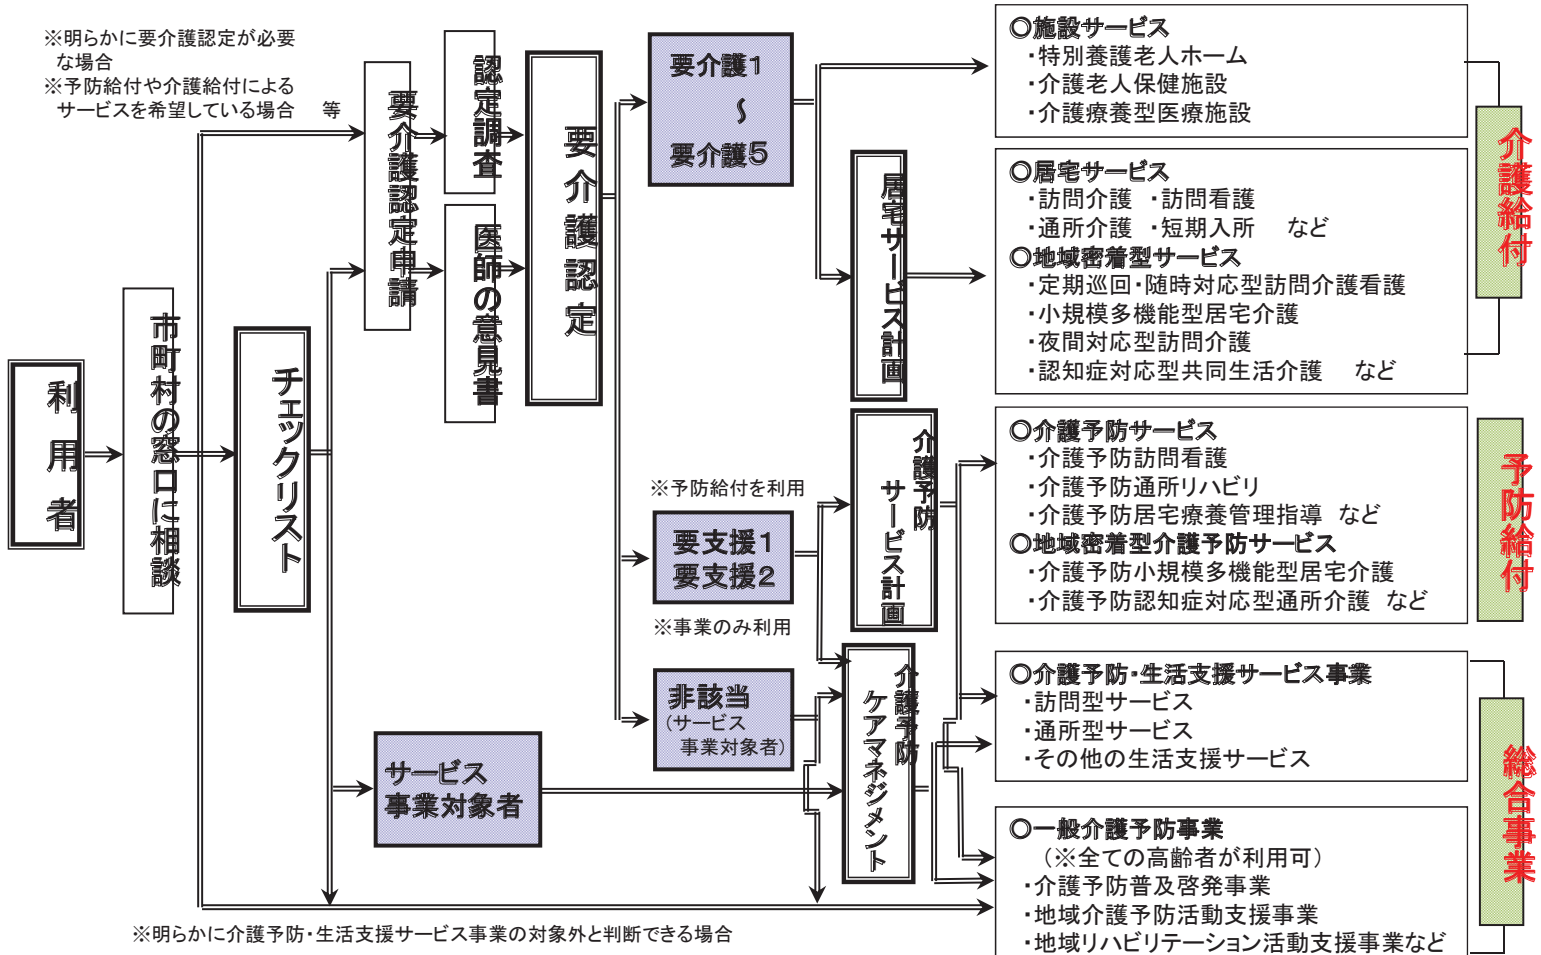 ※明らかに要介護認定が必要
な場合
※予防給付や介護給付による
サービスを希望している場合　等
利用者
市町村の窓口に相談
チェックリスト
要介護認定申請
認定調査
医師の意見書
要介護認定
要介護1
～
要介護5
※予防給付を利用
要支援1
要支援2
※事業のみ利用
非該当
(サービス
事業対象者)
サービス
事業対象者
居宅サービス計画
介護予防
サービス計画
介護予防
ケアマネジメント
○施設サービス
・特別養護老人ホーム
・介護老人保健施設
・介護療養型医療施設
○居宅サービス
・訪問介護　・訪問看護
・通所介護　・短期入所　など
○地域密着型サービス
・定期巡回・随時対応型訪問介護看護
・小規模多機能型居宅介護
・夜間対応型訪問介護
・認知症対応型共同生活介護　など
介護給付
○介護予防サービス
・介護予防訪問看護
・介護予防通所リハビリ
・介護予防居宅療養管理指導　など
○地域密着型介護予防サービス
・介護予防小規模多機能型居宅介護
・介護予防認知症対応型通所介護　など
予防給付
○介護予防・生活支援サービス事業
・訪問型サービス
・通所型サービス
・その他の生活支援サービス
○一般介護予防事業
（※全ての高齢者が利用可）
・介護予防普及啓発事業
・地域介護予防活動支援事業
・地域リハビリテーション活動支援事業など
総合事業
※明らかに介護予防・生活支援サービス事業の対象外と判断できる場合